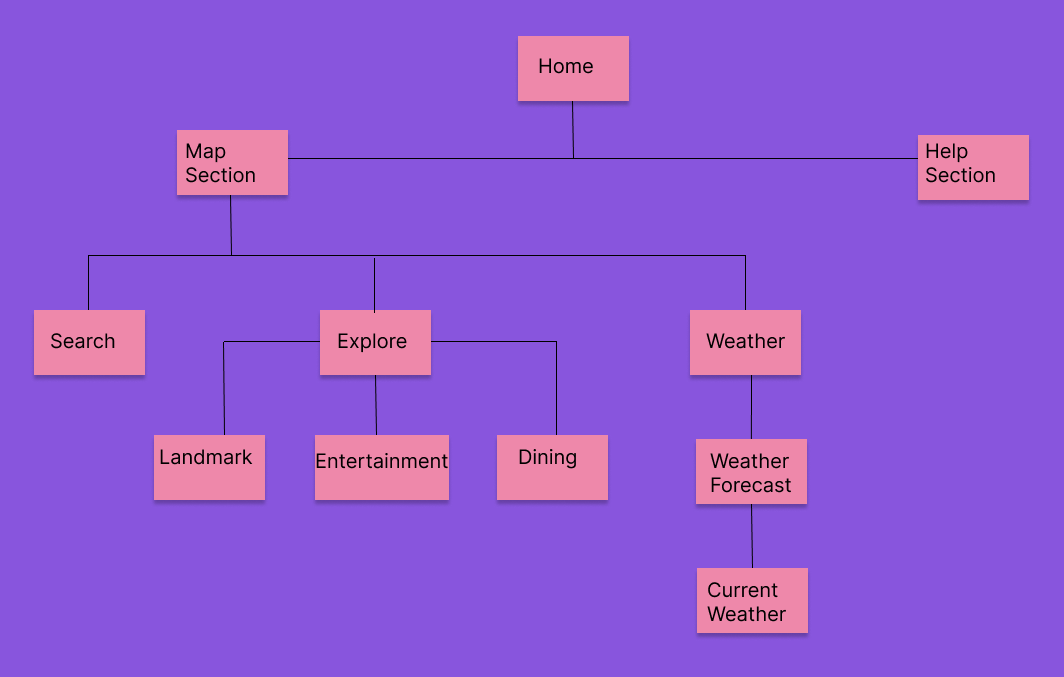 Home
Map
Section
Help
Section
Search
Explore
Weather
Landmark
Entertainment
Dining
Weather
Forecast
Current
Weather